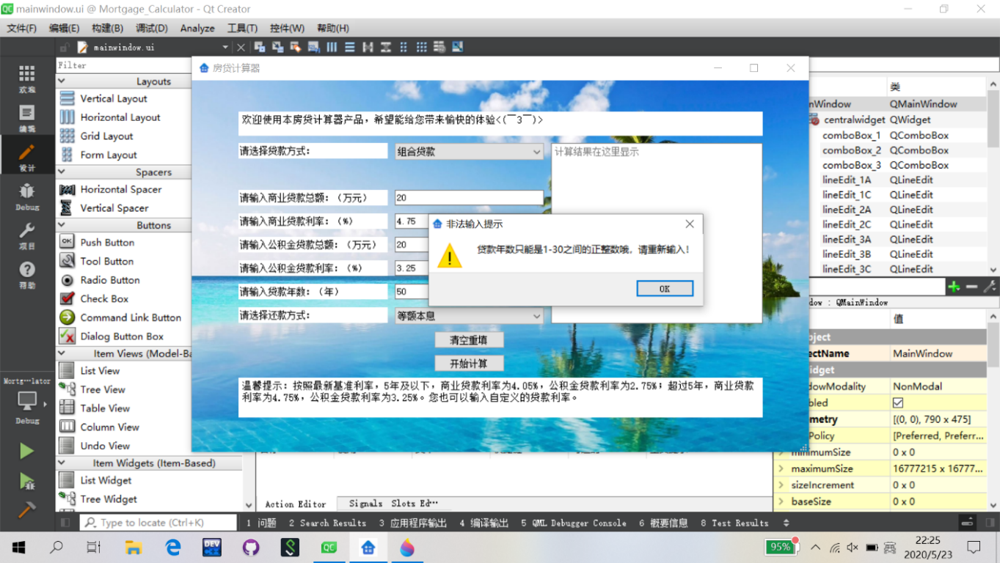 mainwindow.ui @ Mortgage_Calculator - Qt Creator
文件(F) 编辑(E) 构建(B) 调试(D) Analyze 工具(T) 控件(W) 帮助(H)
mainwindow.ui
Filter
Layouts
Vertical Layout
Horizontal Layout
Grid Layout
Form Layout
Spacers
Horizontal Spacer
Vertical Spacer
Buttons
Push Button
Tool Button
Radio Button
Check Box
Command Link Button
Dialog Button Box
Item Views (Model-Ba
List View
Tree View
Table View
Column View
Undo View
Item Widgets (Item-Based)
List Widget
Tree Widget
欢迎
编辑
设计
Debug
项目
帮助
Mortg…lator
Debug
房贷计算器
欢迎使用本房贷计算器产品，希望能给您带来愉快的体验<(￣3￣)>
请选择贷款方式：
组合贷款
计算结果在这里显示
请输入商业贷款总额：（万元）
20
请输入商业贷款利率：（%）
4.75
请输入公积金贷款总额：（万元）
20
请输入公积金贷款利率：（%）
3.25
请输入贷款年数：（年）
50
请选择还款方式：
等额本息
清空重填
开始计算
温馨提示：按照最新基准利率，5年及以下，商业贷款利率为4.05%，公积金贷款利率为2.75%；超过5年，商业贷款
利率为4.75%，公积金贷款利率为3.25%。您也可以输入自定义的贷款利率。
非法输入提示
贷款年数只能是1-30之间的正整数哦，请重新输入！
OK
类
nWindow QMainWindow
centralwidget QWidget
comboBox_1 QComboBox
comboBox_2 QComboBox
comboBox_3 QComboBox
lineEdit_1A QLineEdit
lineEdit_1C QLineEdit
lineEdit_2A QLineEdit
lineEdit_2C QLineEdit
lineEdit_3A QLineEdit
lineEdit_3B QLineEdit
lineEdit_3C QLineEdit
dow : QMainWindow
值
bject
ectName MainWindow
idget
dowModality NonModal
bled
metry [(0, 0), 790 x 475]
Policy [Preferred, Preferr...
minimumSize 0 x 0
maximumSize 16777215 x 16777...
sizeIncrement 0 x 0
baseSize 0 x 0
Action Editor Signals Slots Ed…
Type to locate (Ctrl+K)
1 问题 2 Search Results 3 应用程序输出 4 编译输出 5 QML Debugger Console 6 概要信息 8 Test Results
DEV
QC
95%
英
22:25
2020/5/23